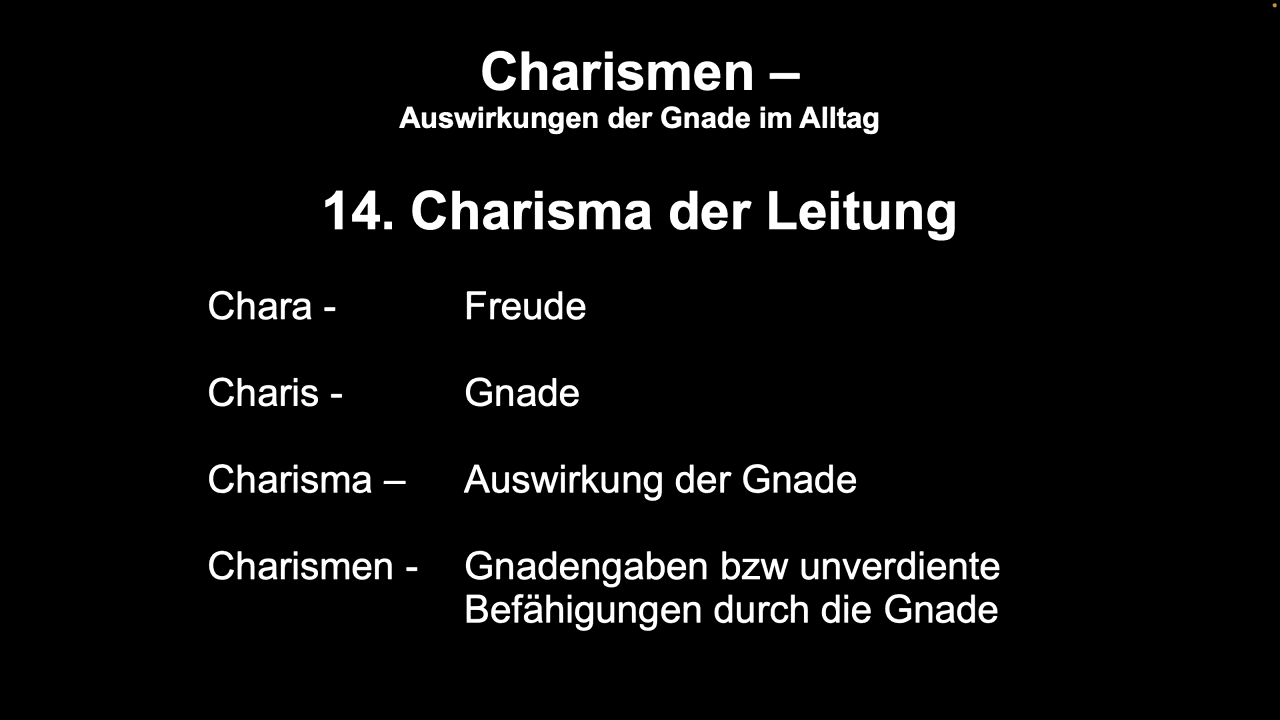 Charismen –
Auswirkungen der Gnade im Alltag
14. Charisma der Leitung
Chara - Freude
Charis - Gnade
Charisma – Auswirkung der Gnade
Charismen - Gnadengaben bzw unverdiente
Befähigungen durch die Gnade